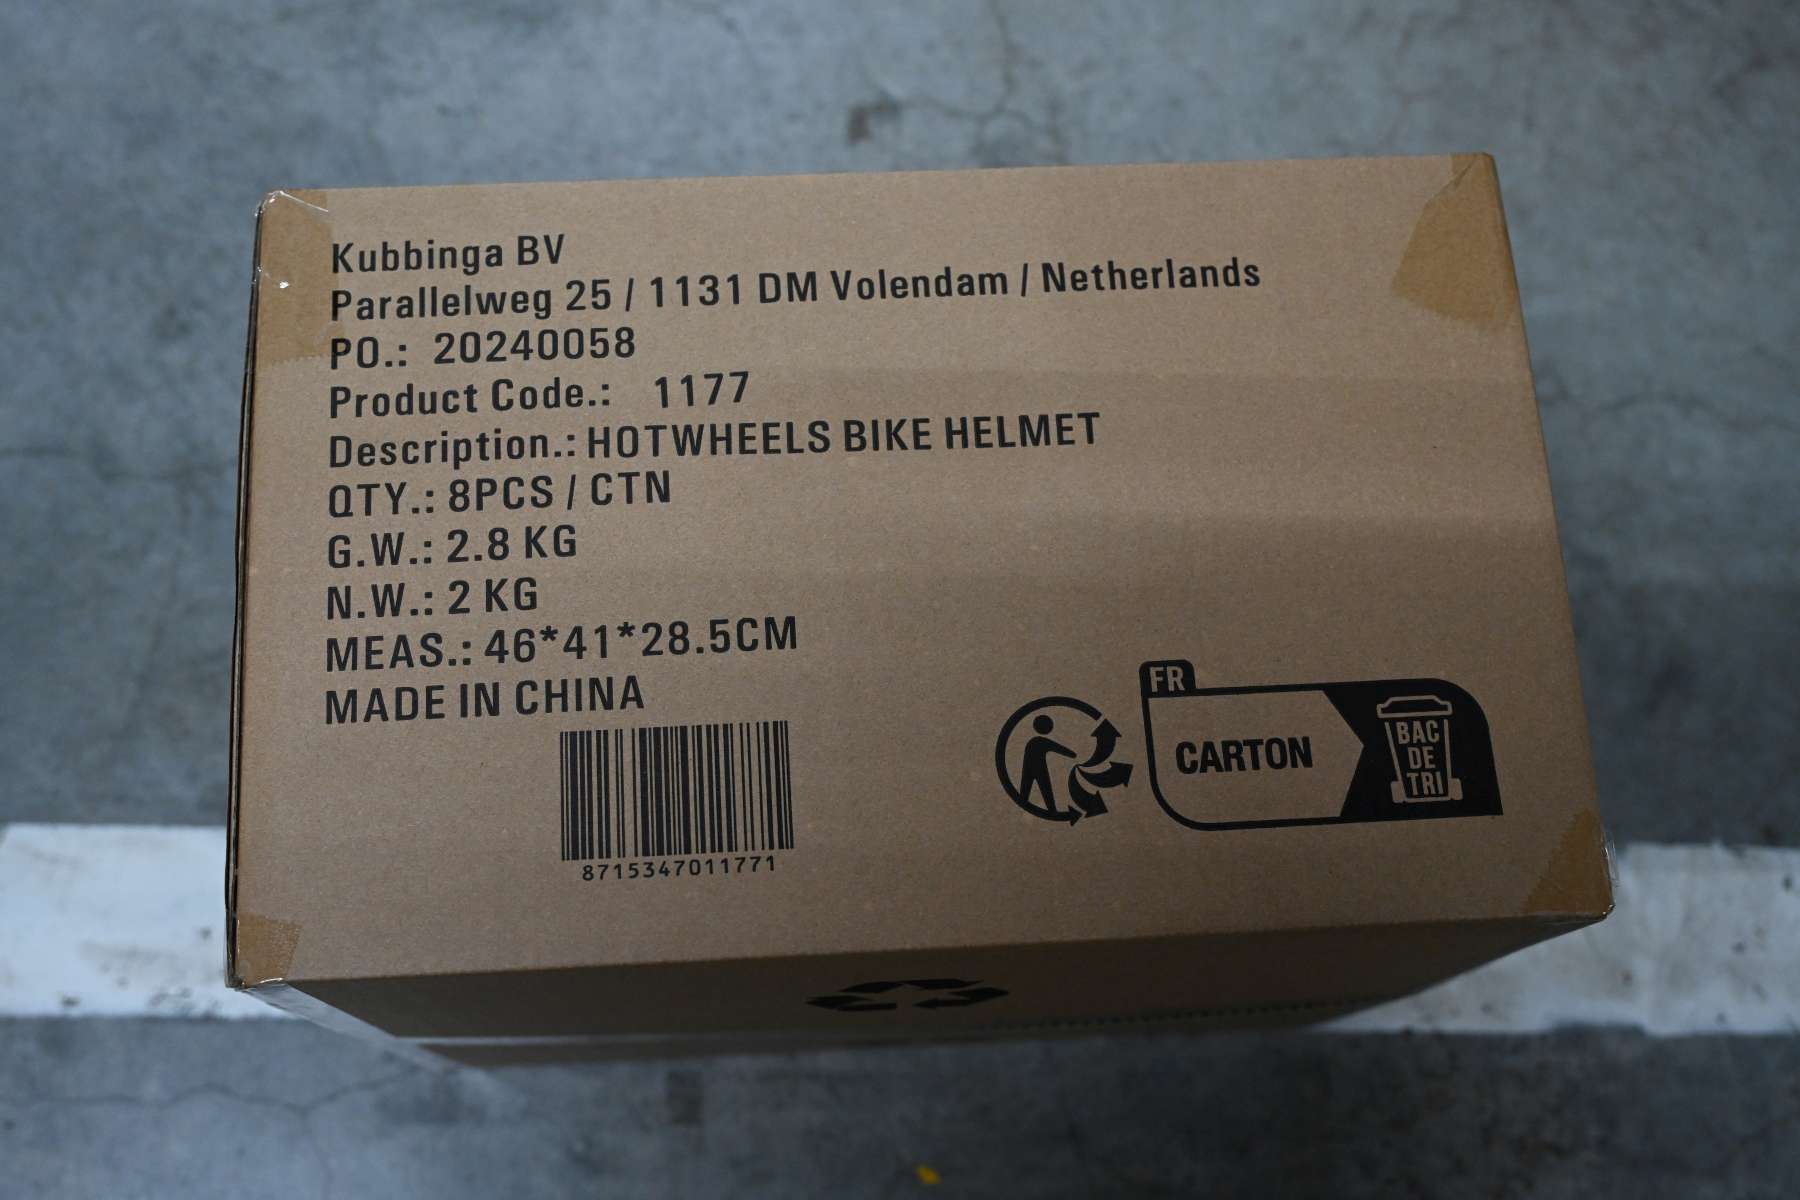 Kubbinga BV
Parallelweg 25 / 1131 DM Volendam / Netherlands
PO.: 20240058
Product Code.: 1177
Description.: HOTWHEELS BIKE HELMET
QTY.: 8PCS / CTN
G.W.: 2.8 KG
N.W.: 2 KG
MEAS.: 46*41*28.5CM
MADE IN CHINA
8715347011771
FR
CARTON
BAC
DE
TRI